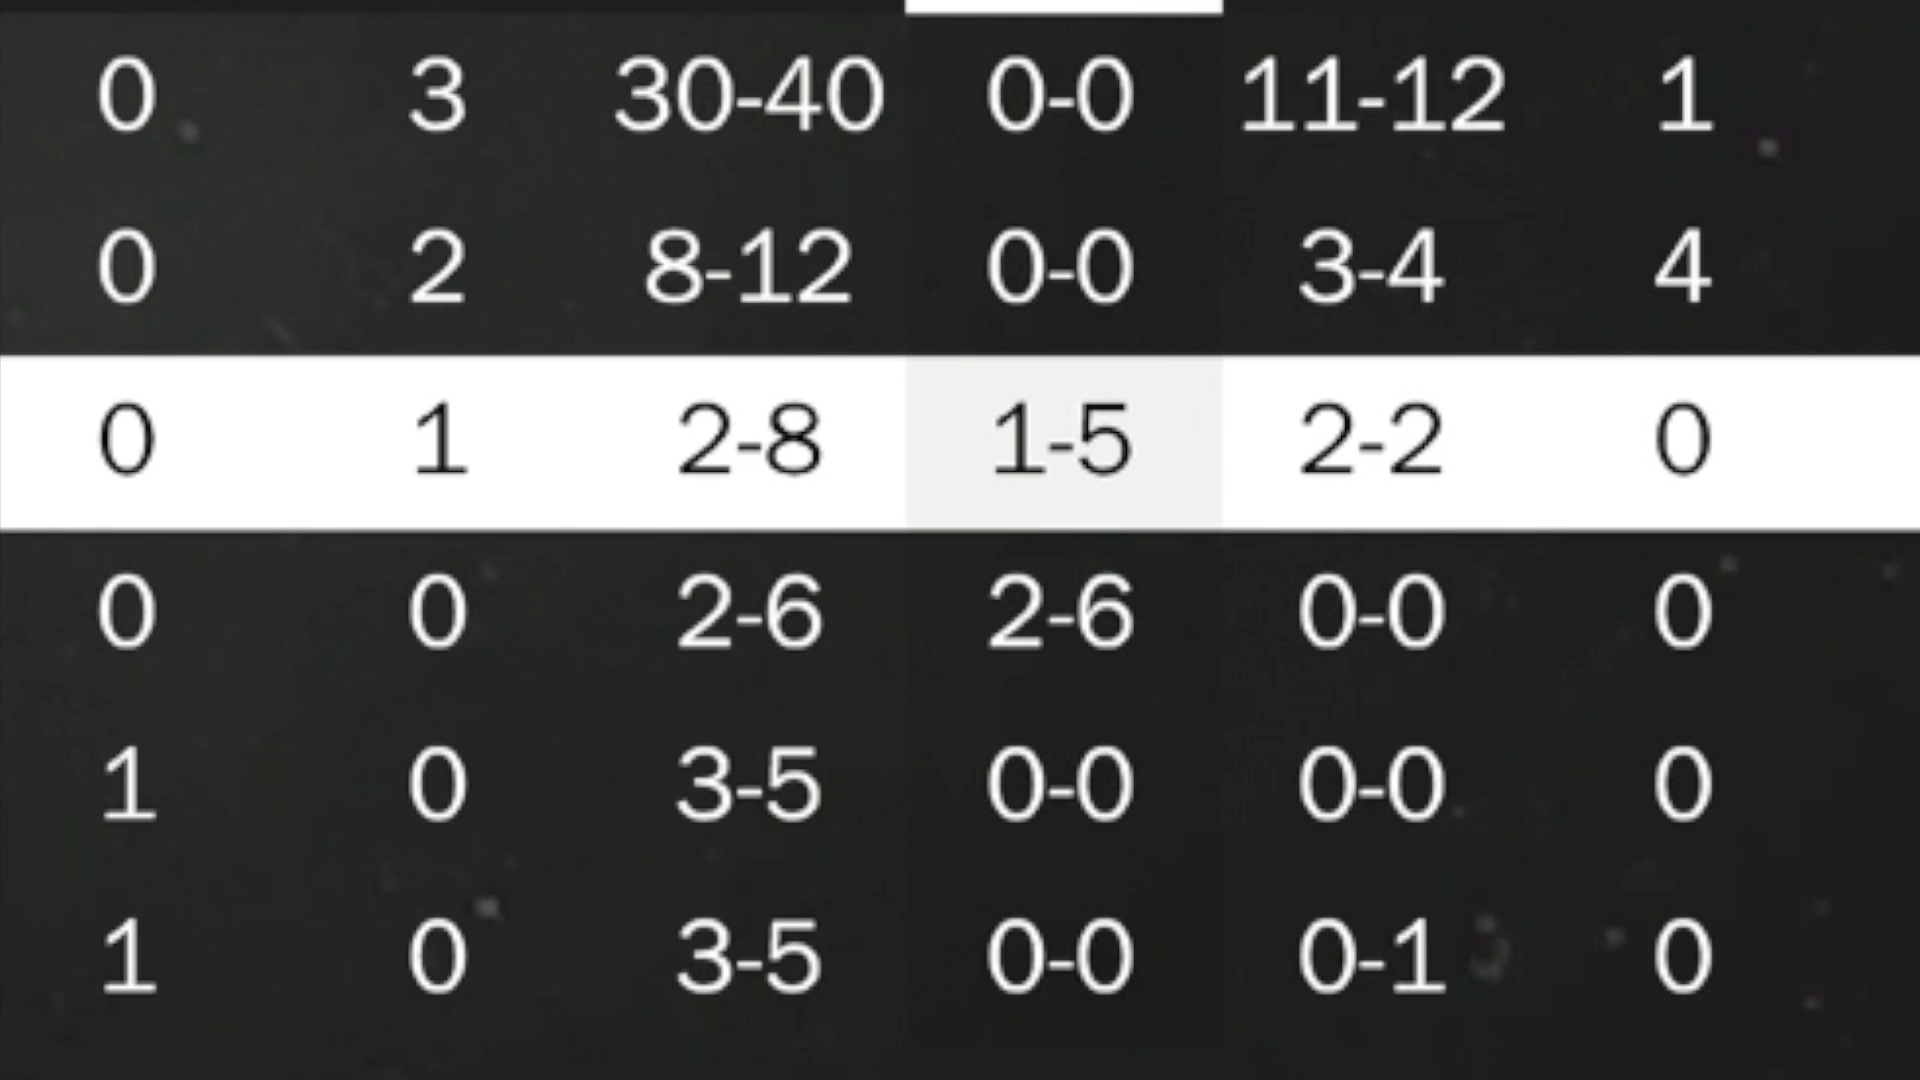 0 3 30-40 0-0 11-12 1
0 2 8-12 0-0 3-4 4
0 1 2-8 1-5 2-2 0
0 0 2-6 2-6 0-0 0
1 0 3-5 0-0 0-0 0
1 0 3-5 0-0 0-1 0